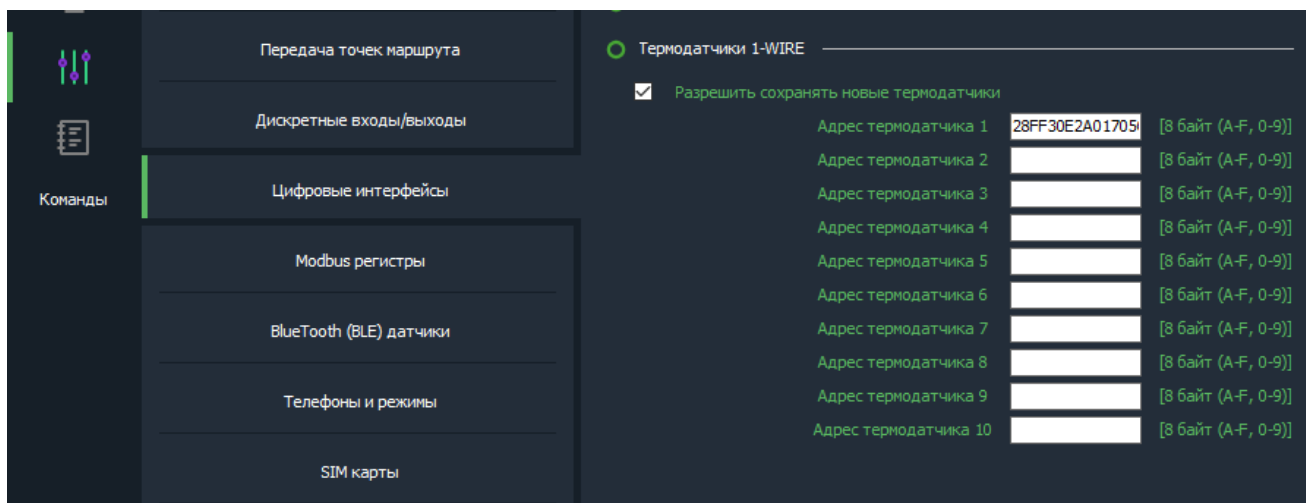 Команды
Передача точек маршрута
Дискретные входы/выходы
Цифровые интерфейсы
Modbus регистры
BlueTooth (BLE) датчики
Телефоны и режимы
SIM карты
Термодатчики 1-WIRE
Разрешить сохранять новые термодатчики
Адрес термодатчика 1 28FF30E2A01705 [8 байт (A-F, 0-9)]
Адрес термодатчика 2 [8 байт (A-F, 0-9)]
Адрес термодатчика 3 [8 байт (A-F, 0-9)]
Адрес термодатчика 4 [8 байт (A-F, 0-9)]
Адрес термодатчика 5 [8 байт (A-F, 0-9)]
Адрес термодатчика 6 [8 байт (A-F, 0-9)]
Адрес термодатчика 7 [8 байт (A-F, 0-9)]
Адрес термодатчика 8 [8 байт (A-F, 0-9)]
Адрес термодатчика 9 [8 байт (A-F, 0-9)]
Адрес термодатчика 10 [8 байт (A-F, 0-9)]